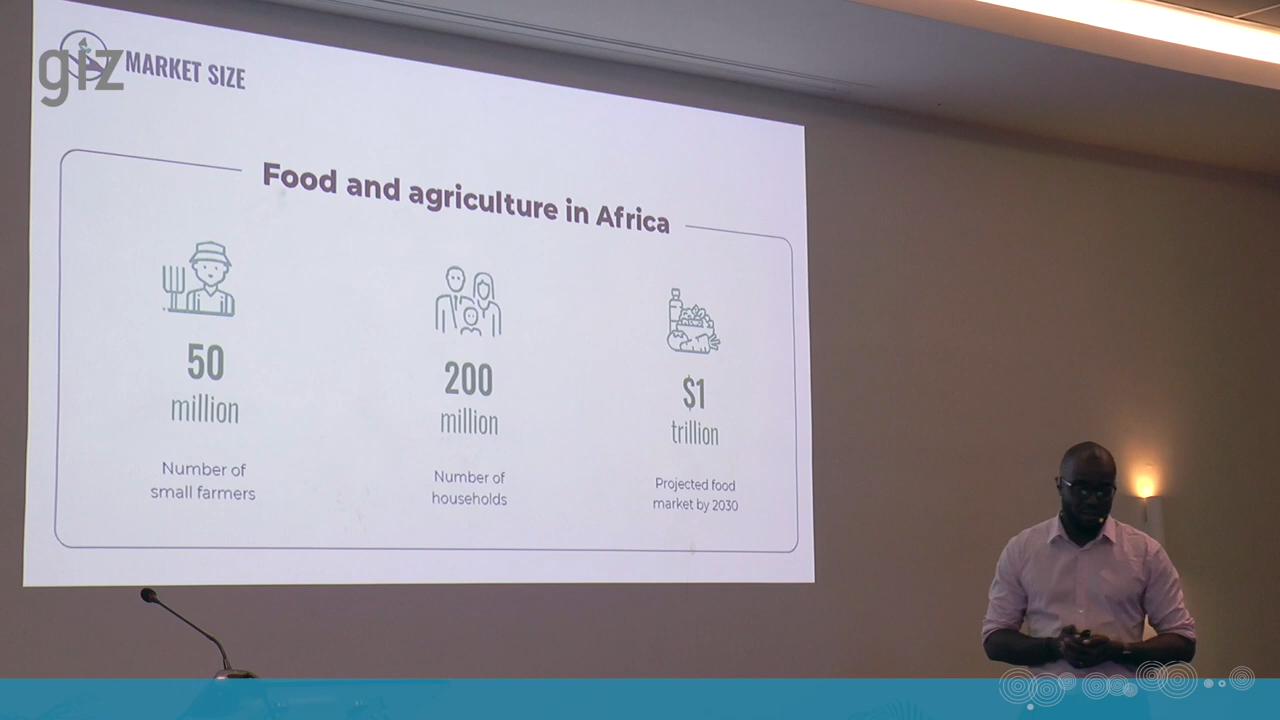 giz
MARKET SIZE
Food and agriculture in Africa
50
million
Number of
small farmers
200
million
Number of
households
$1
trillion
Projected food
market by 2030